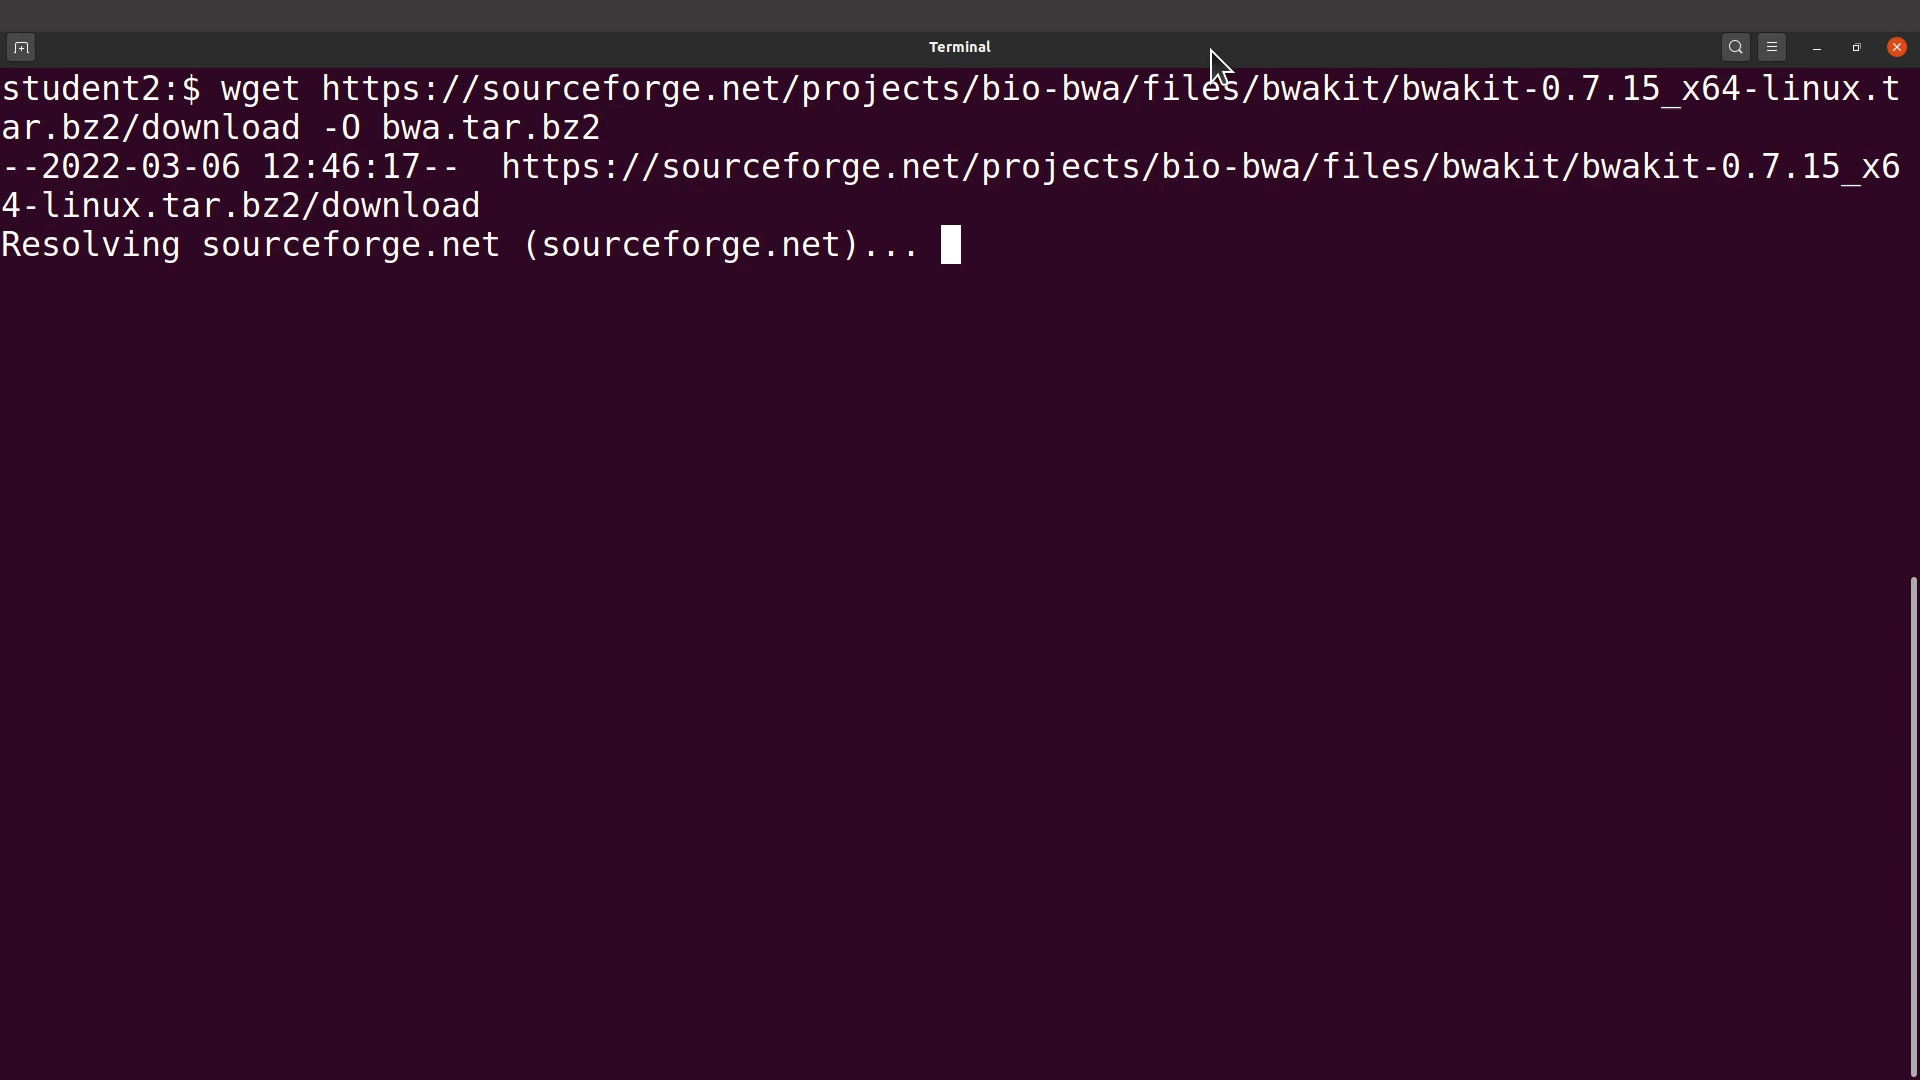 Terminal
student2:$ wget https://sourceforge.net/projects/bio-bwa/files/bwakit/bwakit-0.7.15_x64-linux.t
ar.bz2/download -O bwa.tar.bz2
--2022-03-06 12:46:17--  https://sourceforge.net/projects/bio-bwa/files/bwakit/bwakit-0.7.15_x6
4-linux.tar.bz2/download
Resolving sourceforge.net (sourceforge.net)...